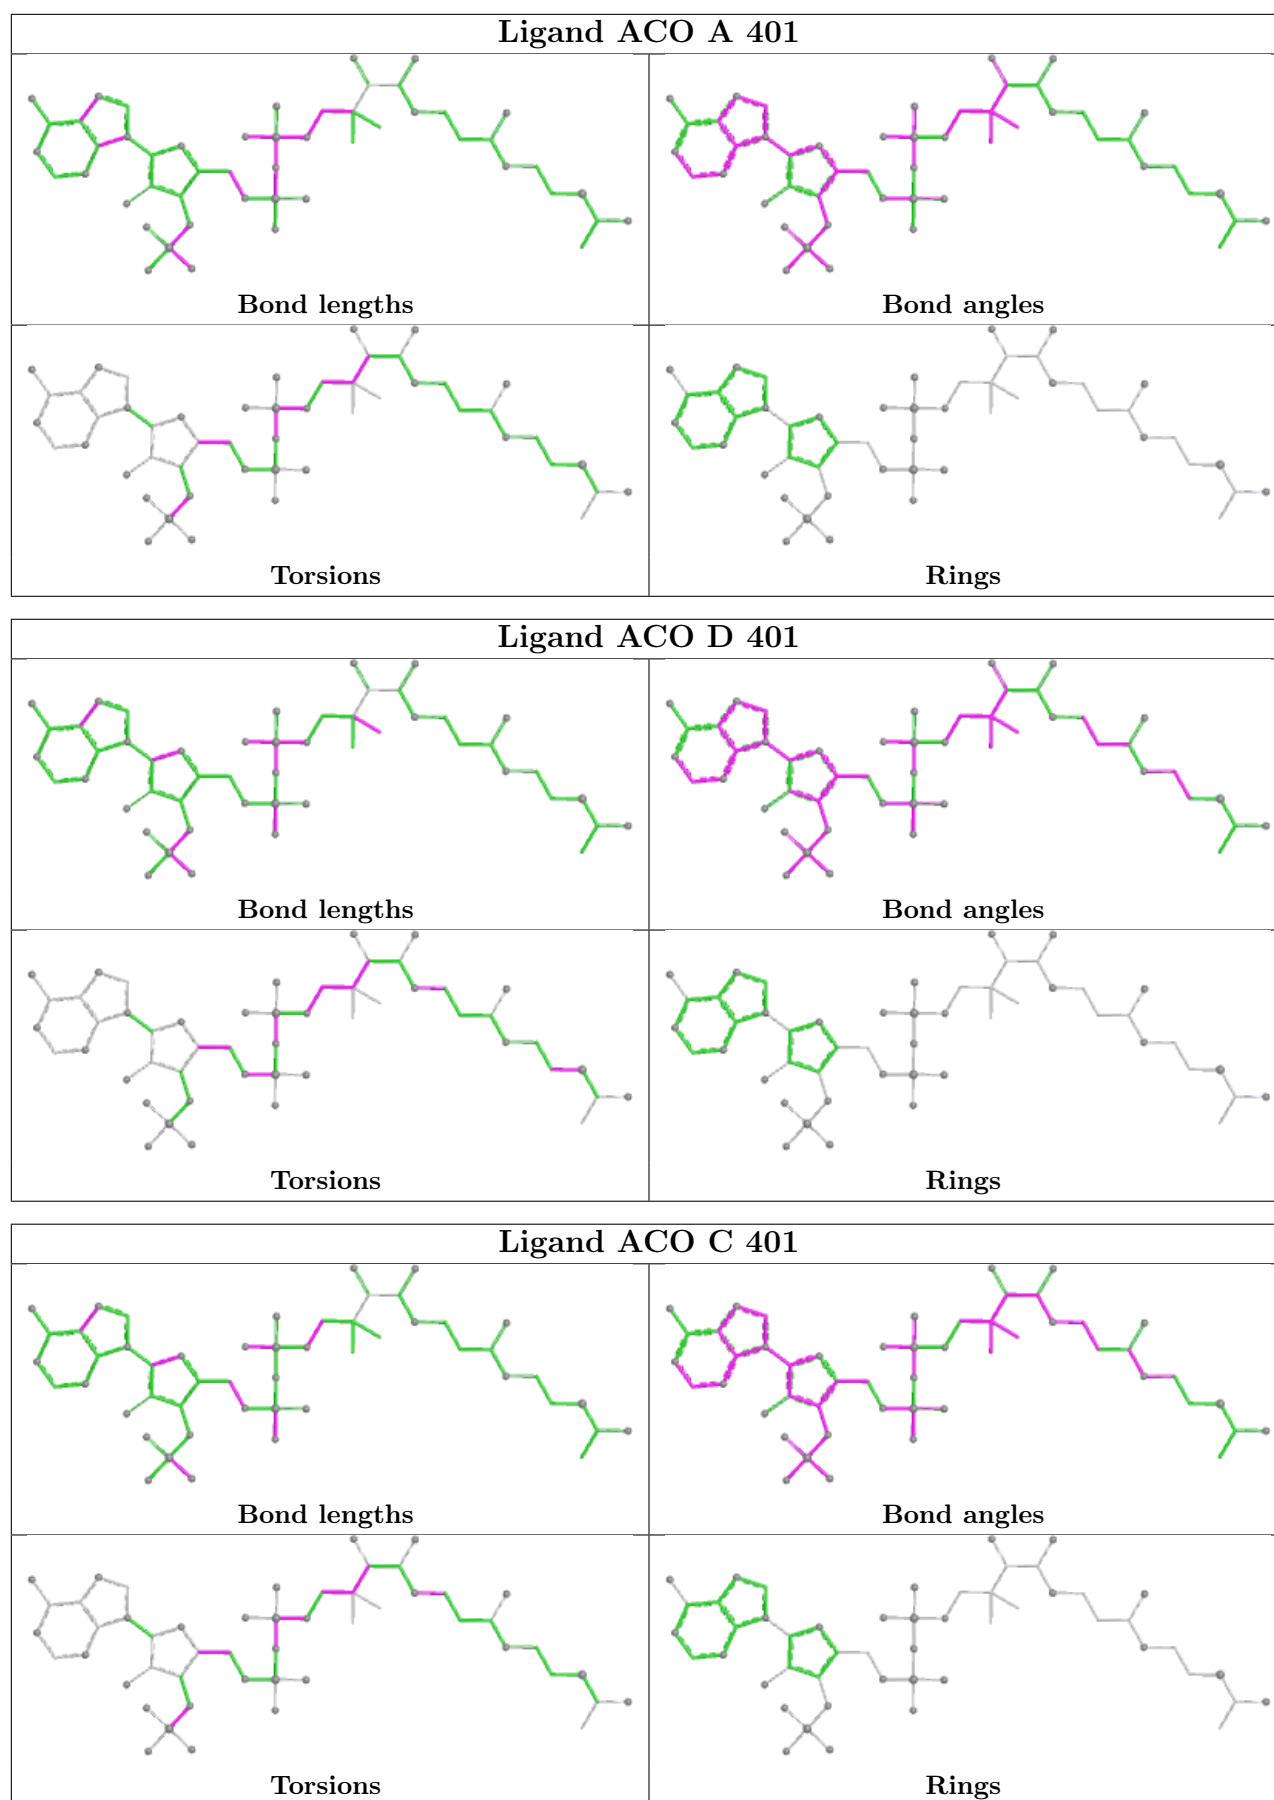 Ligand ACO A 401
Bond lengths
Bond angles
Torsions
Rings
Ligand ACO D 401
Bond lengths
Bond angles
Torsions
Rings
Ligand ACO C 401
Bond lengths
Bond angles
Torsions
Rings